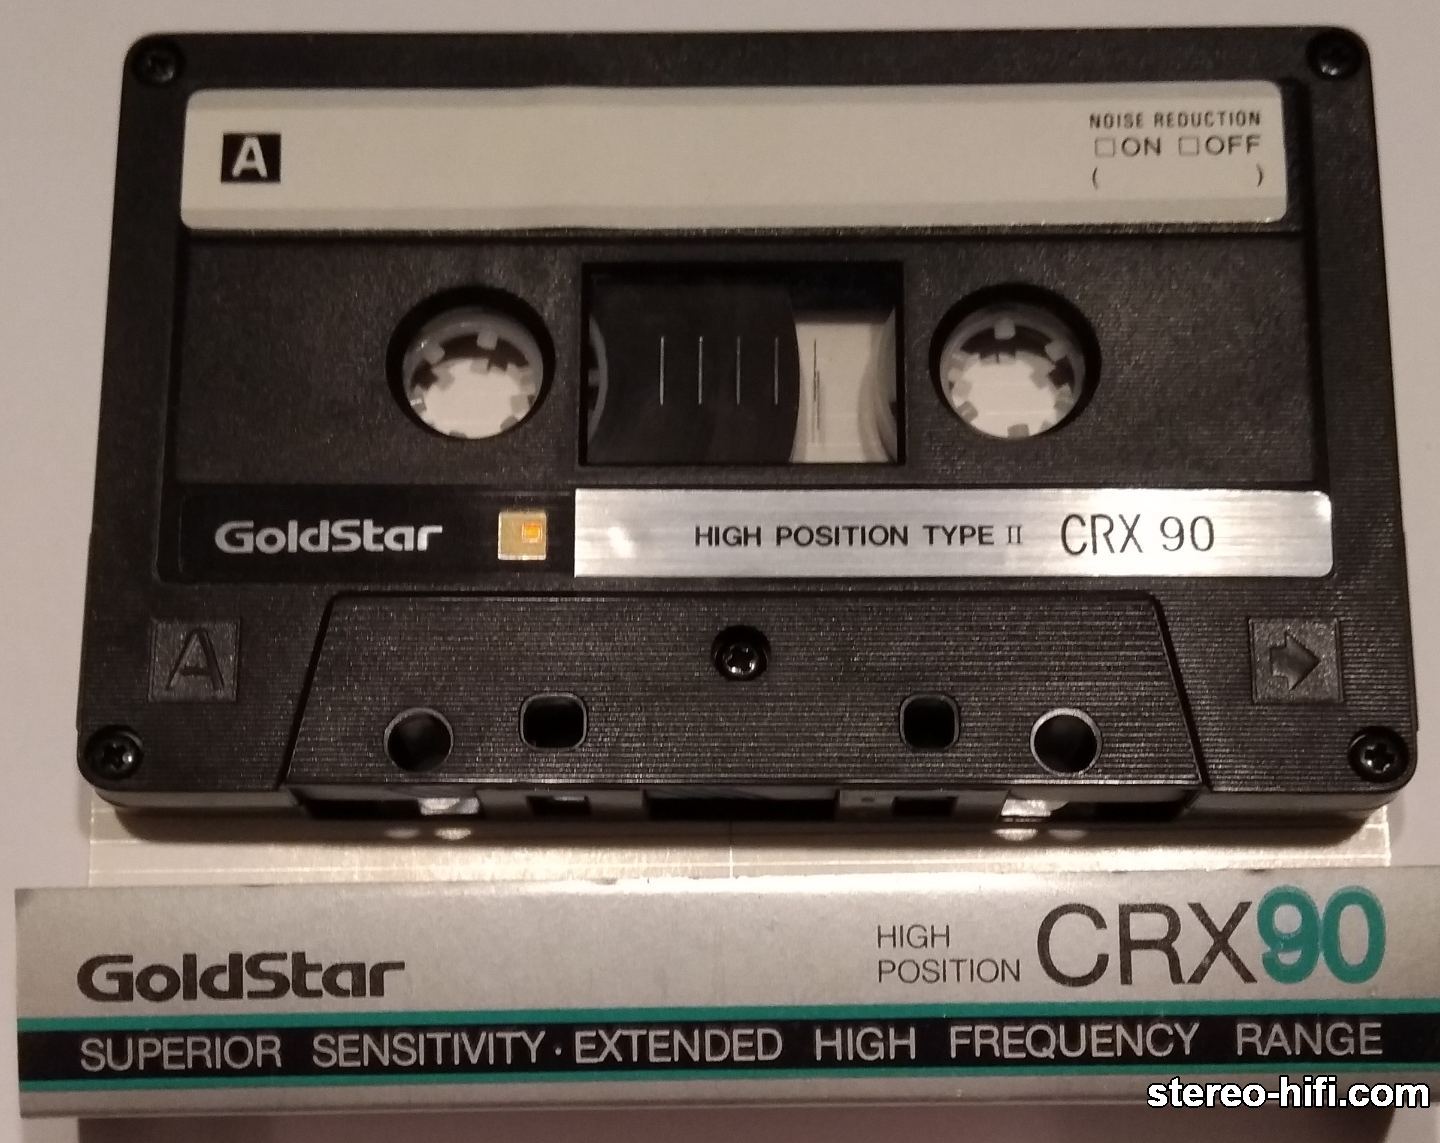 A
NOISE REDUCTION
□ON □OFF
( )
GoldStar
HIGH POSITION TYPE II CRX 90
A
GoldStar
HIGH POSITION
CRX90
SUPERIOR SENSITIVITY · EXTENDED HIGH FREQUENCY RANGE
stereo-hifi.com